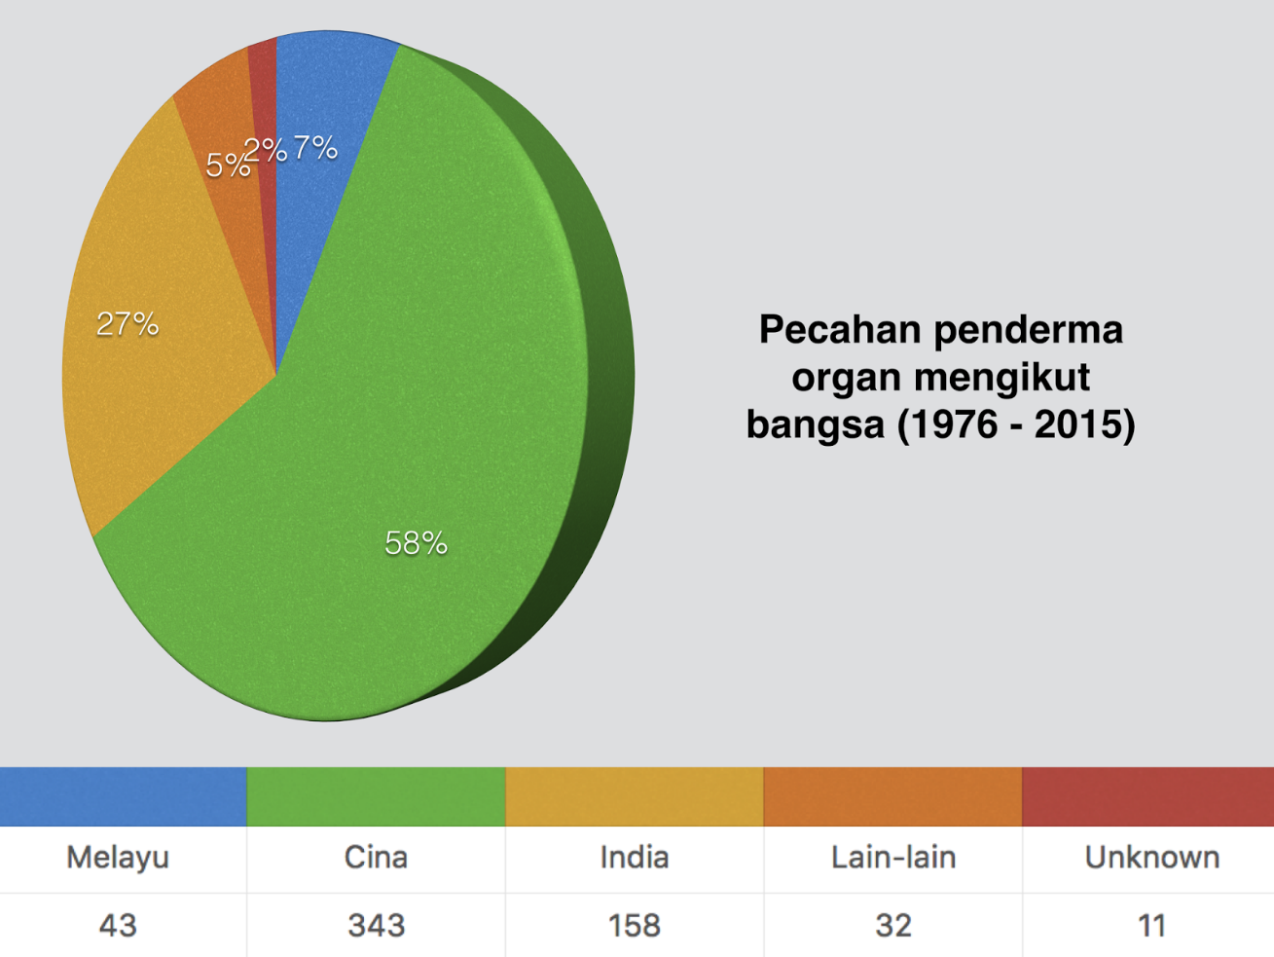 2% 7%
5%
27%
58%
Pecahan penderma
organ mengikut
bangsa (1976 - 2015)
Melayu Cina India Lain-lain Unknown
43 343 158 32 11